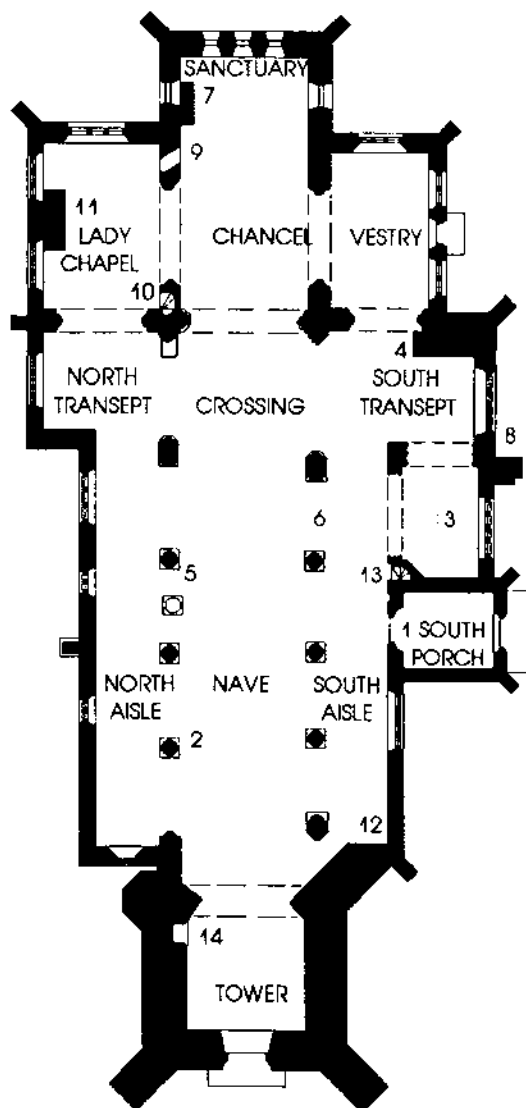 SANCTUARY
7
9
11
LADY
CHAPEL
CHANCEL
VESTRY
10
4
NORTH
TRANSEPT
CROSSING
SOUTH
TRANSEPT
8
6
3
5
13
1 SOUTH
PORCH
NORTH
AISLE
NAVE
SOUTH
AISLE
2
12
14
TOWER